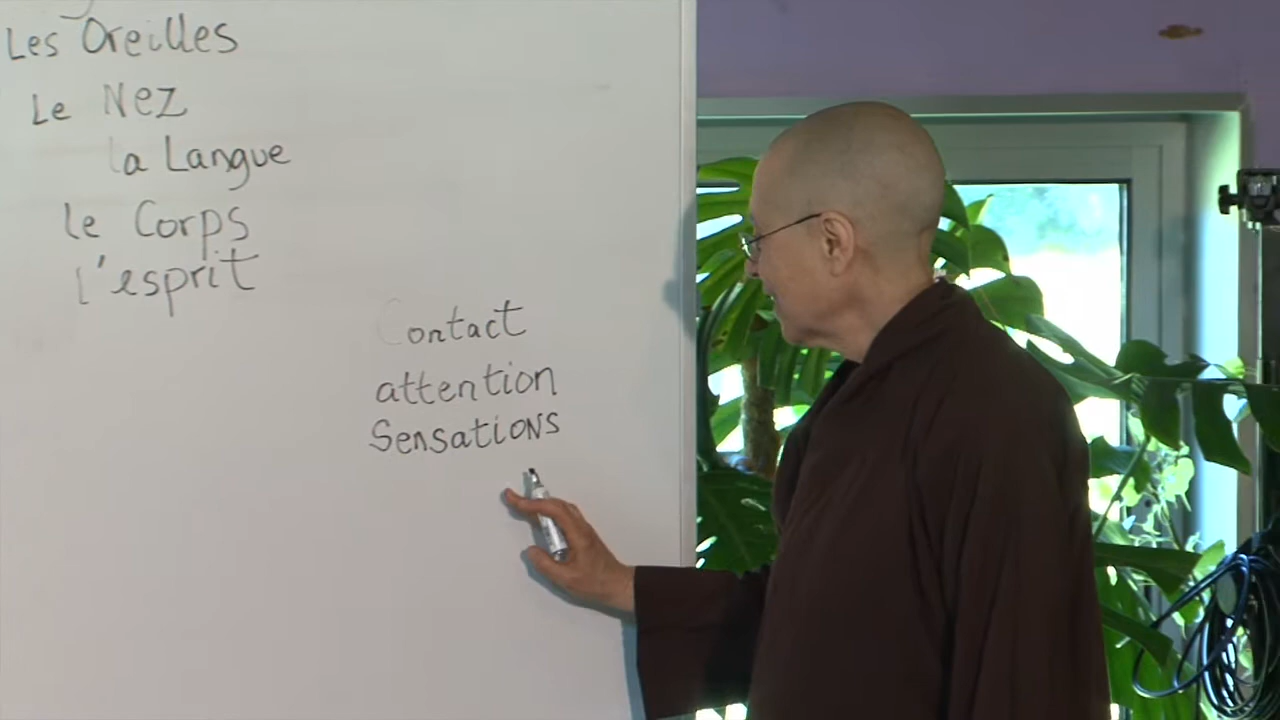 Les Oreilles
Le Nez
la Langue
le Corps
l'esprit
Contact
attention
Sensations